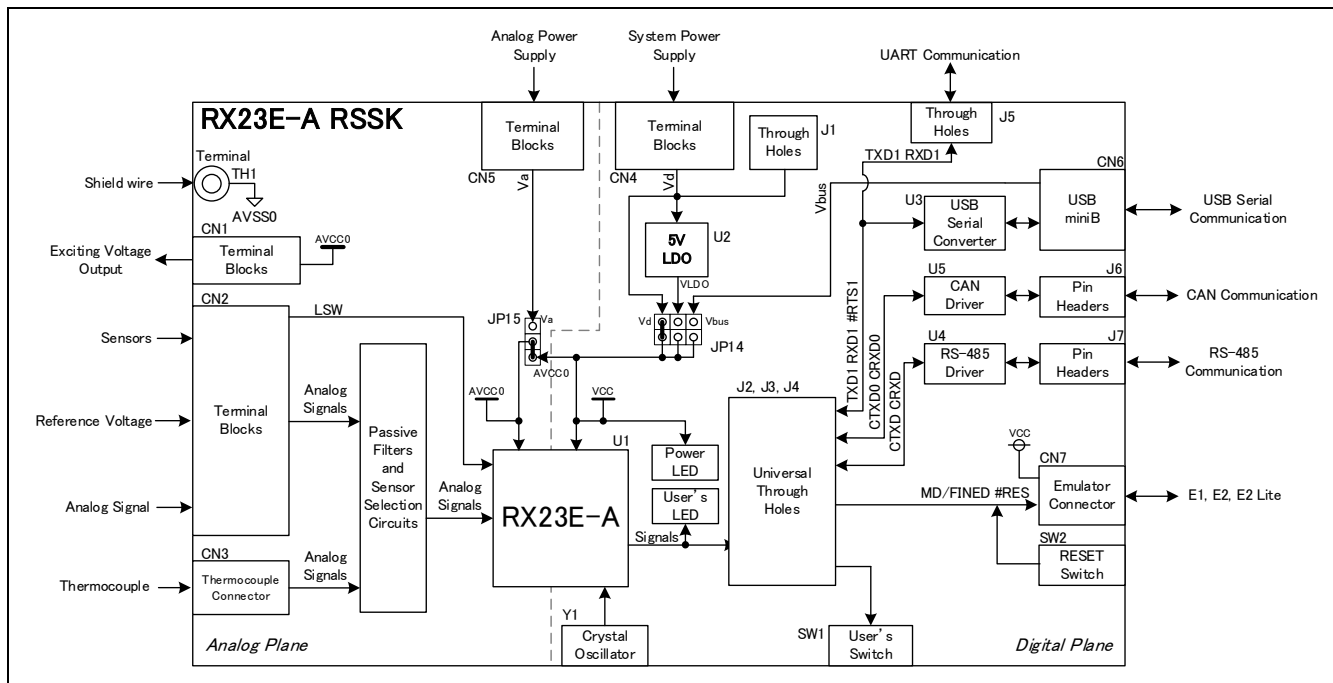 Analog Power
Supply
System Power
Supply
UART Communication
RX23E-A RSSK
Terminal
Blocks
Terminal
Blocks
Through
Holes
J1
Through
Holes
J5
Terminal
TH1
AVSS0
Shield wire
CN5
Va
CN4
Vd
TXD1 RXD1
CN6
USB
miniB
USB Serial
Communication
Vbus
U3
USB
Serial
Converter
CN1
Terminal
Blocks
AVCC0
Exciting Voltage
Output
5V
LDO
U2
VLDO
U5
CAN
Driver
J6
Pin
Headers
CAN Communication
CN2
LSW
Sensors
JP15
Va
Vd
Vbus
JP14
AVCC0
U4
RS-485
Driver
J7
Pin
Headers
RS-485
Communication
TXD1 RXD1 #RTS1
CTXD0 CRXD0
CTXD CRXD
Reference Voltage
Terminal
Blocks
Analog
Signals
Passive
Filters
and
Sensor
Selection
Circuits
AVCC0
VCC
J2, J3, J4
Universal
Through
Holes
U1
RX23E-A
Power
LED
User's
LED
VCC
CN7
Emulator
Connector
E1, E2, E2 Lite
MD/FINED #RES
Analog Signal
Analog
Signals
Signals
SW2
RESET
Switch
CN3
Thermocouple
Connector
Thermocouple
Analog
Signals
Y1
Crystal
Oscillator
SW1
User's
Switch
Analog Plane
Digital Plane